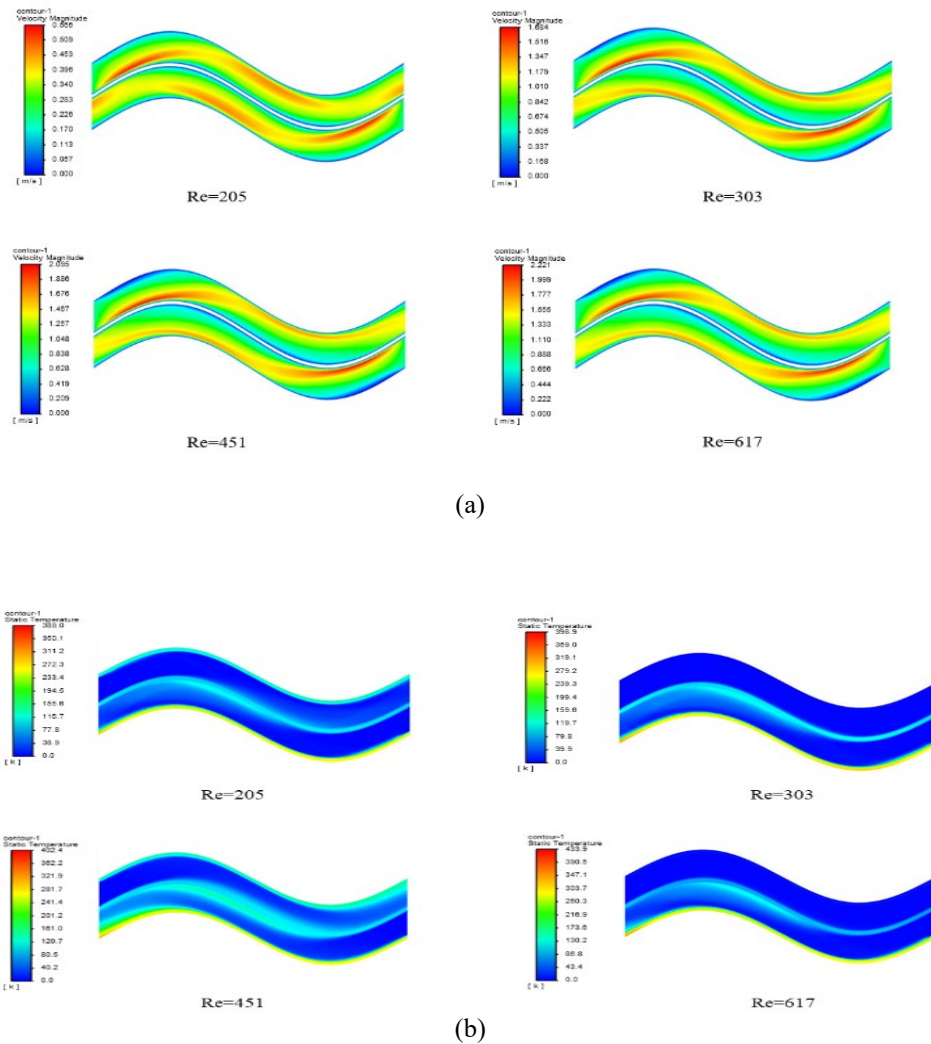 contour-1
Velocity Magnitude
0.566
0.509
0.453
0.396
0.340
0.283
0.226
0.170
0.113
0.057
0.000
[ m/s ]
Re=205
contour-1
Velocity Magnitude
1.684
1.516
1.347
1.179
1.010
0.842
0.674
0.505
0.337
0.168
0.000
[ m/s ]
Re=303
contour-1
Velocity Magnitude
2.095
1.886
1.676
1.467
1.257
1.048
0.838
0.628
0.419
0.209
0.000
[ m/s ]
Re=451
contour-1
Velocity Magnitude
2.221
1.999
1.777
1.333
1.110
0.888
0.666
0.444
0.222
0.000
[ m/s ]
Re=617
(a)
contour-1
Static Temperature
389.0
350.1
311.2
272.3
233.4
194.5
155.6
116.7
77.8
38.9
0.0
[ k ]
Re=205
contour-1
Static Temperature
398.9
359.0
319.1
279.2
239.3
199.4
159.6
119.7
79.8
39.9
0.0
[ k ]
Re=303
contour-1
Static Temperature
402.4
362.2
321.9
281.7
241.4
201.2
161.0
120.7
80.5
40.2
0.0
[ k ]
Re=451
contour-1
Static Temperature
433.9
390.5
347.1
303.7
260.3
216.9
173.6
130.2
86.8
43.4
0.0
[ k ]
Re=617
(b)